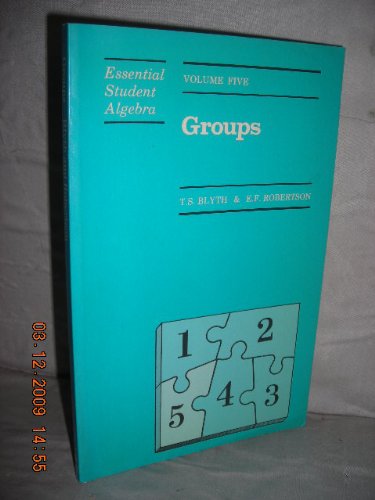 Essential
Student
Algebra
VOLUME FIVE
Groups
T.S. BLYTH & E.F. ROBERTSON
1
2
5
4
3
03.12.2009 14:55